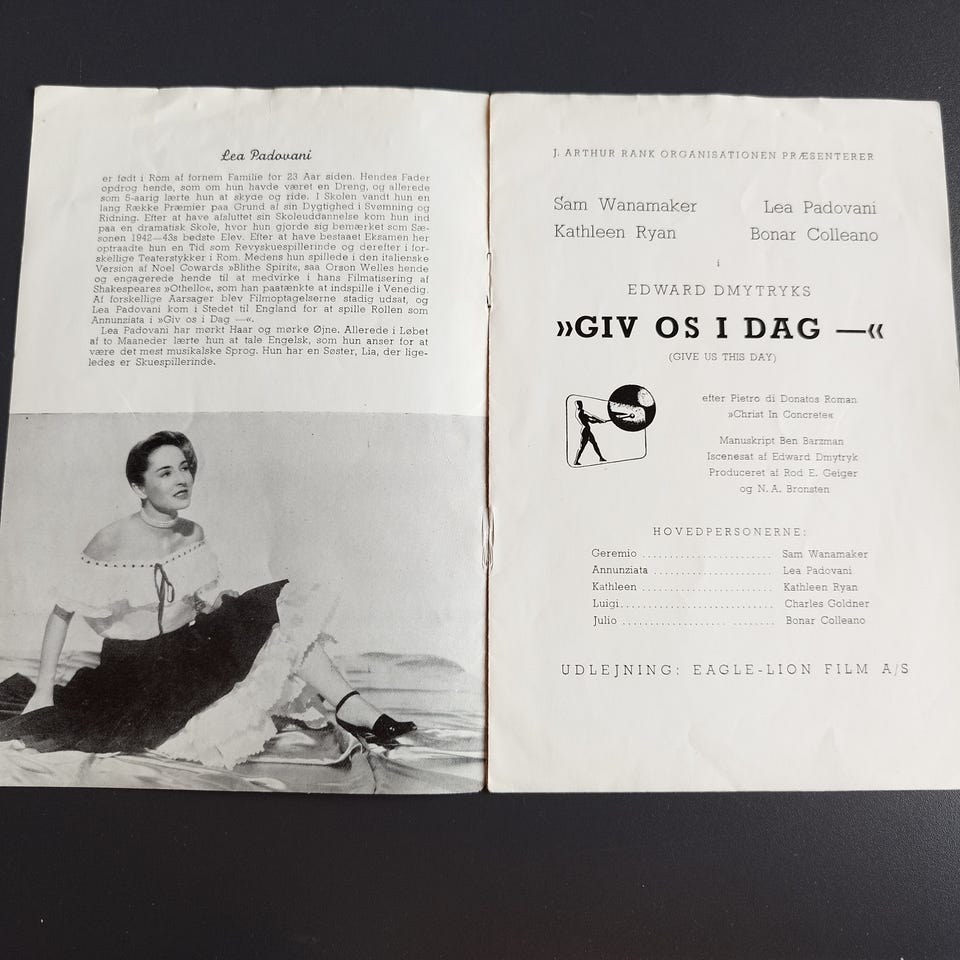 Lea Padovani
er født i Rom af fornem Familie for 23 Aar siden. Hendes Fader
opdrog hende, som om hun havde været en Dreng, og allerede
som 5-aarig lærte hun at skyde og ride. I Skolen vandt hun en
lang Række Præmier paa Grund af sin Dygtighed i Svømning og
Ridning. Efter at have afsluttet sin Skoleuddannelse kom hun ind
paa en dramatisk Skole, hvor hun gjorde sig bemærket som Sæ-
sonen 1942—43s bedste Elev. Efter at have bestaaet Eksamen her
optraadte hun en Tid som Revyskuespillerinde og derefter i for-
skellige Teaterstykker i Rom. Medens hun spillede i den italienske
Version af Noel Cowards »Blithe Spirit«, saa Orson Welles hende
og engagerede hende til at medvirke i hans Filmatisering af
Shakespeares »Othello«, som han paatænkte at indspille i Venedig.
Af forskellige Aarsager blev Filmoptagelserne stadig udsat, og
Lea Padovani kom i Stedet til England for at spille Rollen som
Annunziata i »Giv os i Dag —«.
Lea Padovani har mørkt Haar og mørke Øjne. Allerede i Løbet
af to Maaneder lærte hun at tale Engelsk, som hun anser for at
være det mest musikalske Sprog. Hun har en Søster, Lia, der lige-
ledes er Skuespillerinde.
J. ARTHUR RANK ORGANISATIONEN PRÆSENTERER
Sam Wanamaker Lea Padovani
Kathleen Ryan Bonar Colleano
i
EDWARD DMYTRYKS
»GIV OS I DAG —«
(GIVE US THIS DAY)
efter Pietro di Donatos Roman
»Christ In Concrete«
Manuskript Ben Barzman
Iscenesat af Edward Dmytryk
Produceret af Rod E. Geiger
og N. A. Bronsten
HOVEDPERSONERNE:
Geremio .................... Sam Wanamaker
Annunziata .................. Lea Padovani
Kathleen .................... Kathleen Ryan
Luigi......................... Charles Goldner
Julio ................. ....... Bonar Colleano
UDLEJNING: EAGLE-LION FILM A/S